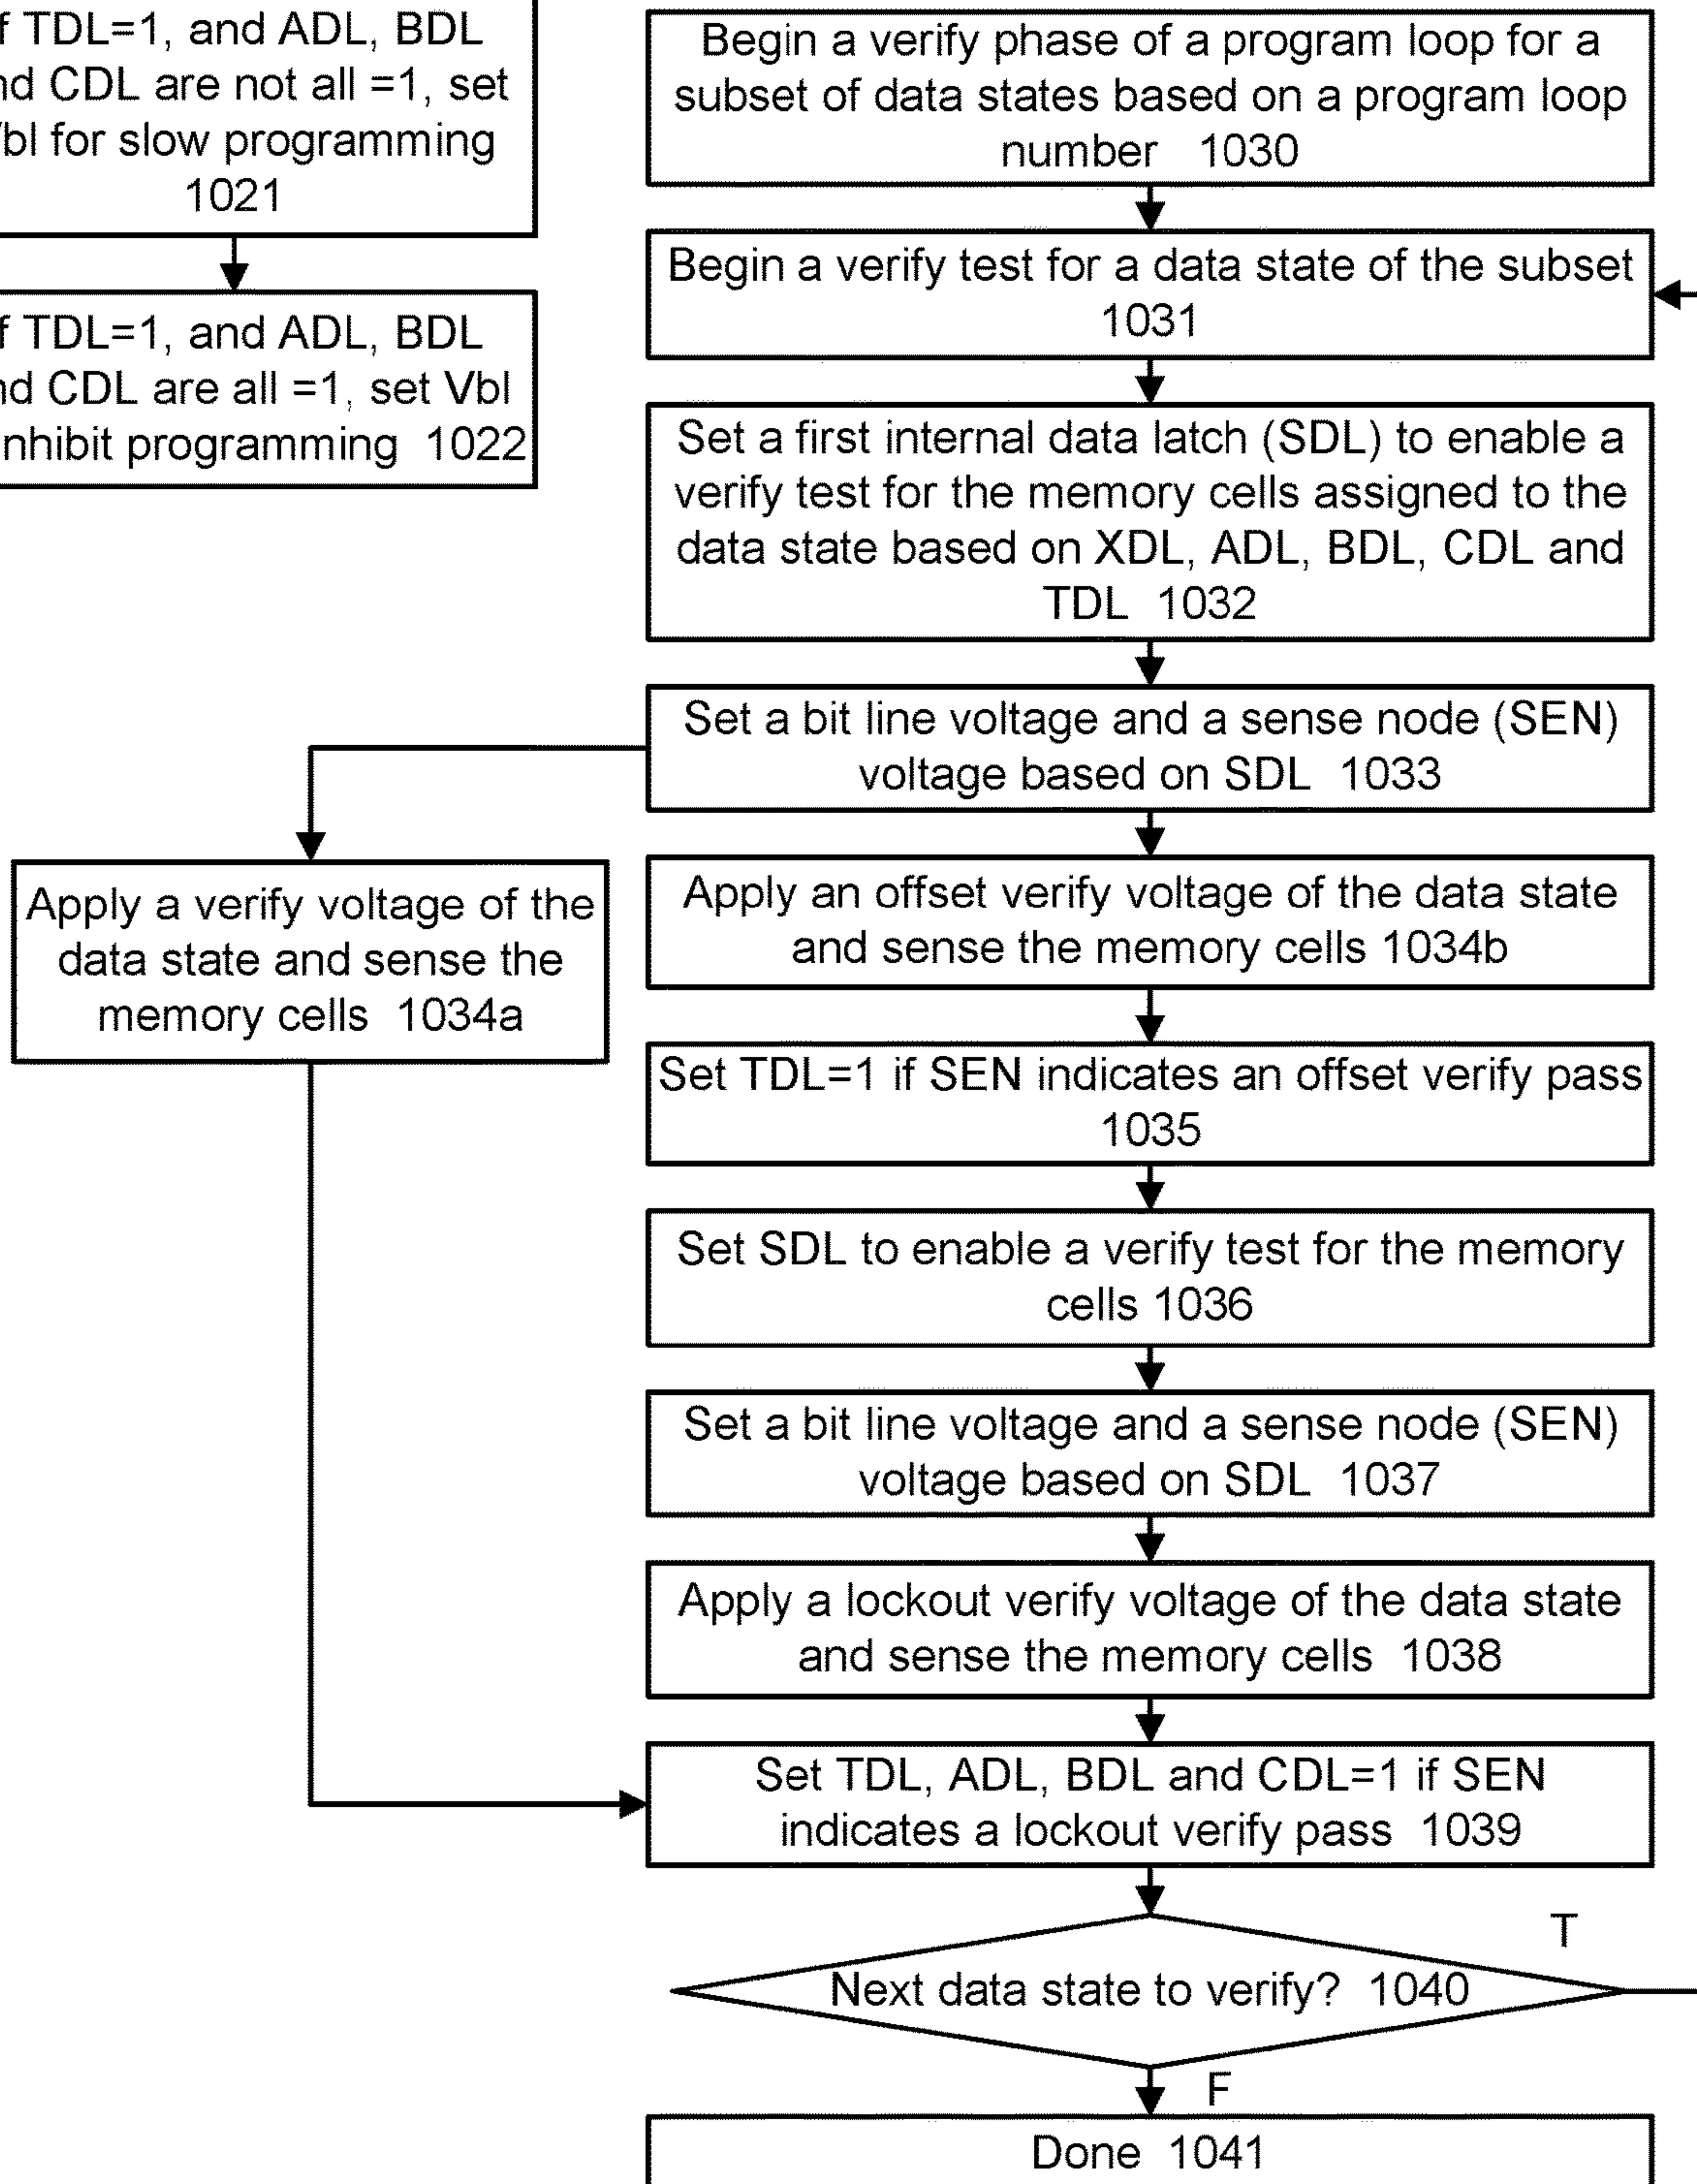 f TDL=1, and ADL, BDL
nd CDL are not all =1, set
bl for slow programming
1021
f TDL=1, and ADL, BDL
nd CDL are all =1, set Vbl
nhibit programming 1022
Begin a verify phase of a program loop for a
subset of data states based on a program loop
number 1030
Begin a verify test for a data state of the subset
1031
Set a first internal data latch (SDL) to enable a
verify test for the memory cells assigned to the
data state based on XDL, ADL, BDL, CDL and
TDL 1032
Set a bit line voltage and a sense node (SEN)
voltage based on SDL 1033
Apply a verify voltage of the
data state and sense the
memory cells 1034a
Apply an offset verify voltage of the data state
and sense the memory cells 1034b
Set TDL=1 if SEN indicates an offset verify pass
1035
Set SDL to enable a verify test for the memory
cells 1036
Set a bit line voltage and a sense node (SEN)
voltage based on SDL 1037
Apply a lockout verify voltage of the data state
and sense the memory cells 1038
Set TDL, ADL, BDL and CDL=1 if SEN
indicates a lockout verify pass 1039
T
Next data state to verify? 1040
F
Done 1041